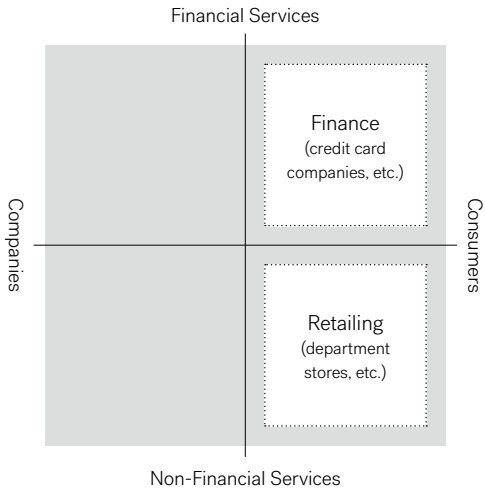 Financial Services
Finance
(credit card
companies, etc.)
Companies
Consumers
Retailing
(department
stores, etc.)
Non-Financial Services